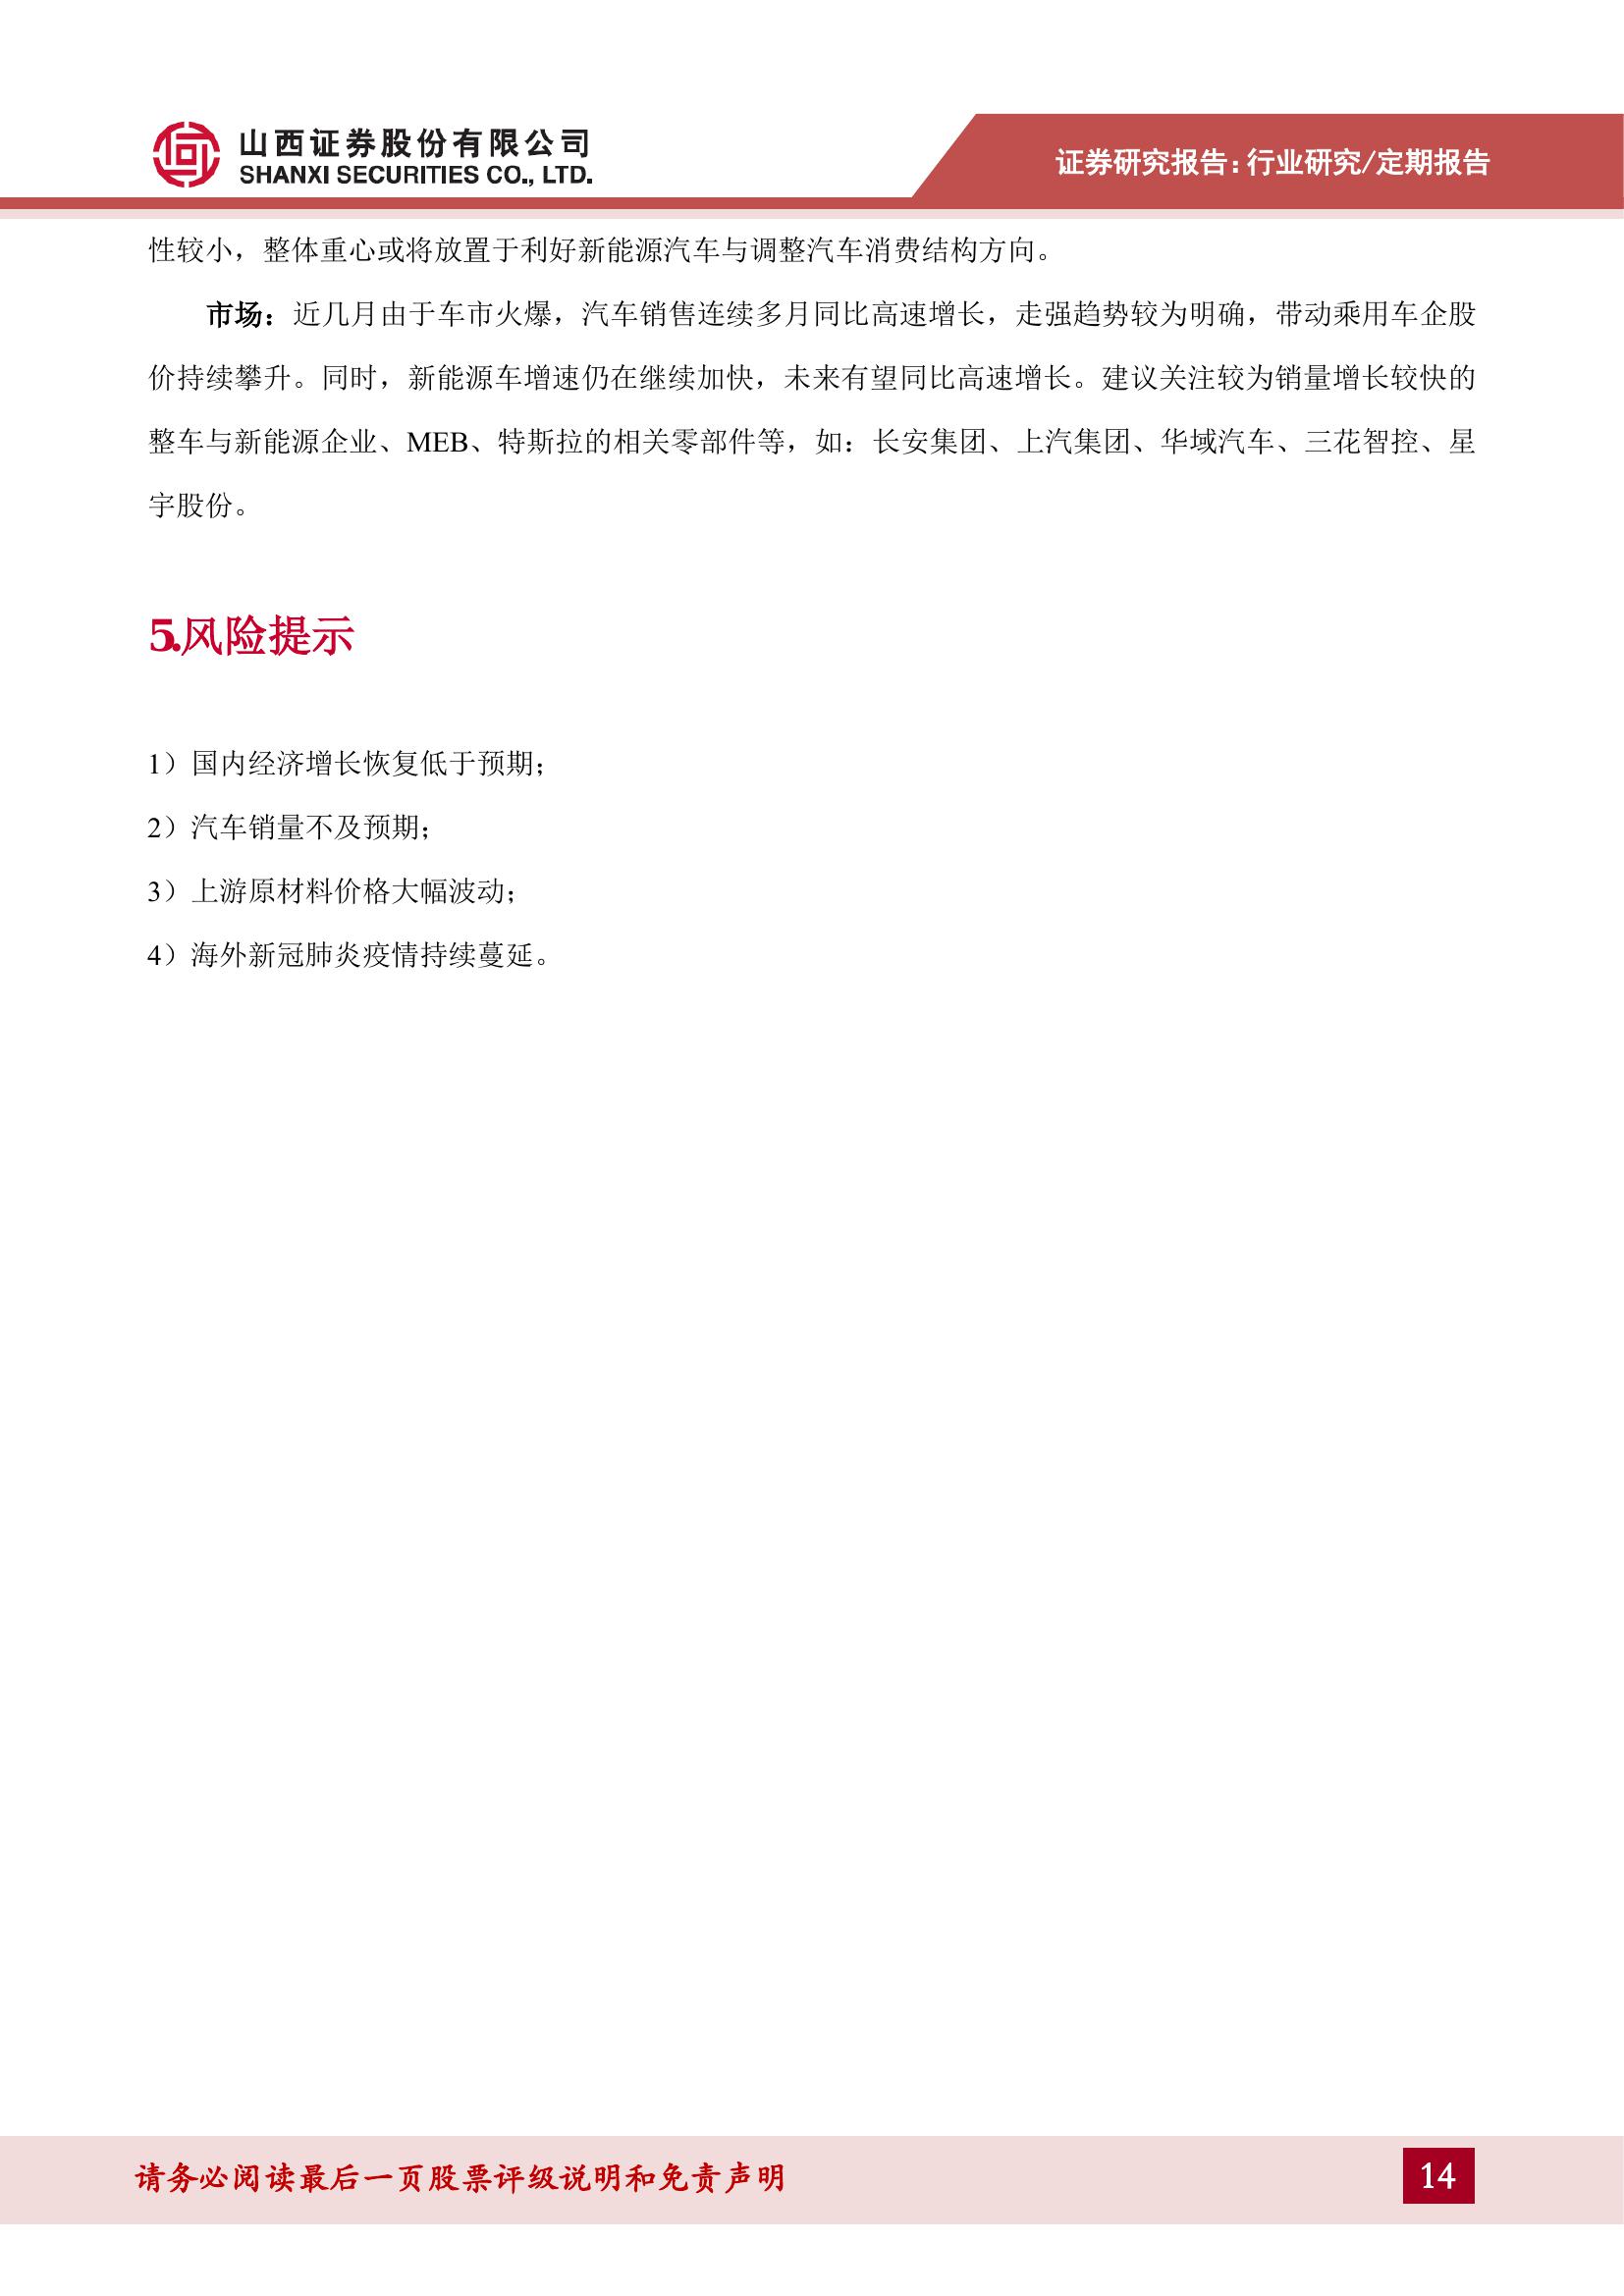 山西证券股份有限公司
SHANXI SECURITIES CO., LTD.
证券研究报告：行业研究/定期报告
性较小，整体重心或将放置于利好新能源汽车与调整汽车消费结构方向。
市场：近几月由于车市火爆，汽车销售连续多月同比高速增长，走强趋势较为明确，带动乘用车企股
价持续攀升。同时，新能源车增速仍在继续加快，未来有望同比高速增长。建议关注较为销量增长较快的
整车与新能源企业、MEB、特斯拉的相关零部件等，如：长安集团、上汽集团、华域汽车、三花智控、星
宇股份。
5.风险提示
1）国内经济增长恢复低于预期；
2）汽车销量不及预期；
3）上游原材料价格大幅波动；
4）海外新冠肺炎疫情持续蔓延。
请务必阅读最后一页股票评级说明和免责声明
14